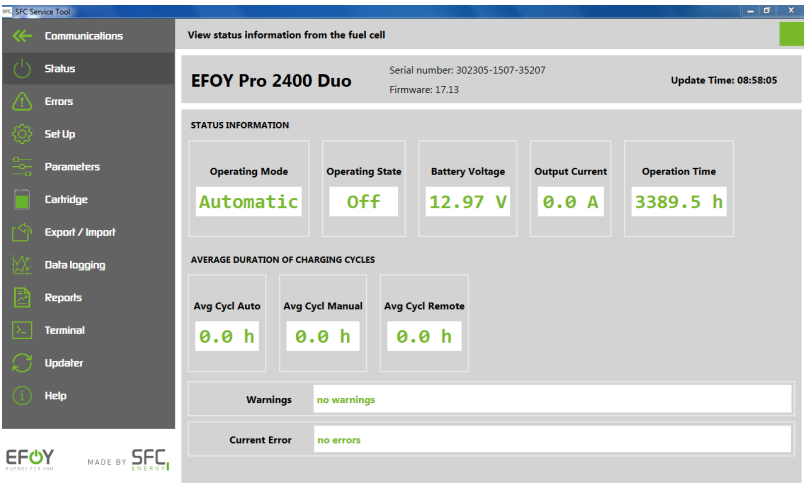 SFC SFC Service Tool
Communications
Status
Errors
Set Up
Parameters
Cartridge
Export / Import
Data logging
Reports
Terminal
Updater
Help
EFOY
ENERGY FOR YOU
MADE BY SFC
ENERGY
View status information from the fuel cell
EFOY Pro 2400 Duo
Serial number: 302305-1507-35207
Firmware: 17.13
Update Time: 08:58:05
STATUS INFORMATION
Operating Mode
Automatic
Operating State
Off
Battery Voltage
12.97 V
Output Current
0.0 A
Operation Time
3389.5 h
AVERAGE DURATION OF CHARGING CYCLES
Avg Cycl Auto
0.0 h
Avg Cycl Manual
0.0 h
Avg Cycl Remote
0.0 h
Warnings
no warnings
Current Error
no errors